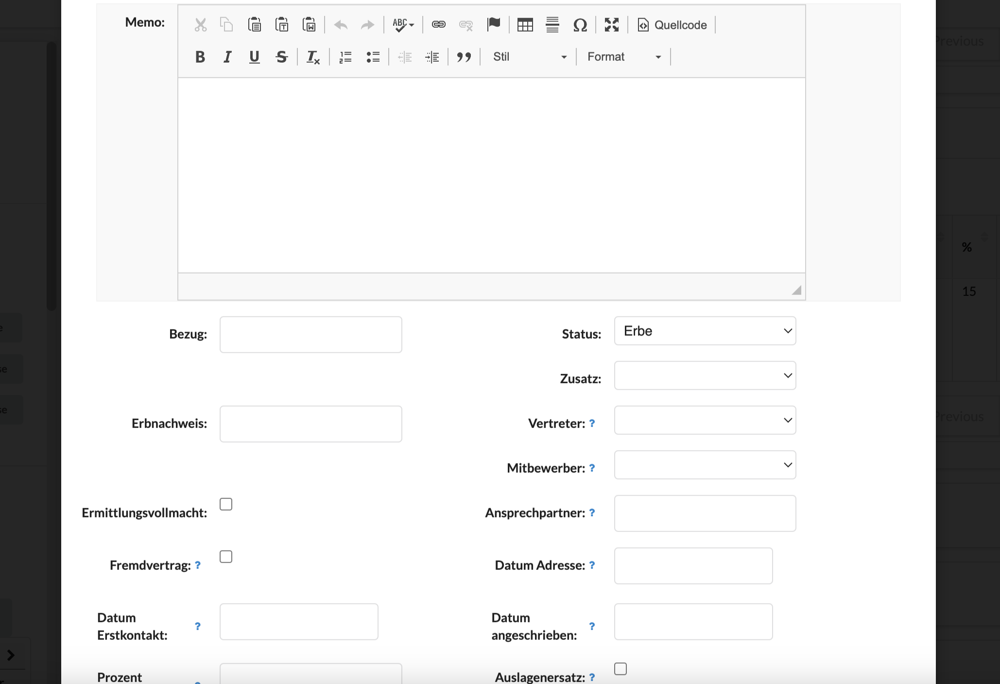 Memo:
ABC
Quellcode
B I U S
Stil
Format
Previous
%
15
Bezug:
Status:
Erbe
Zusatz:
Erbnachweis:
Vertreter: ?
Previous
Mitbewerber: ?
Ermittlungsvollmacht:
Ansprechpartner: ?
Fremdvertrag: ?
Datum Adresse: ?
Datum
Erstkontakt:
?
Datum
angeschrieben:
?
Prozent
Auslagenersatz: ?